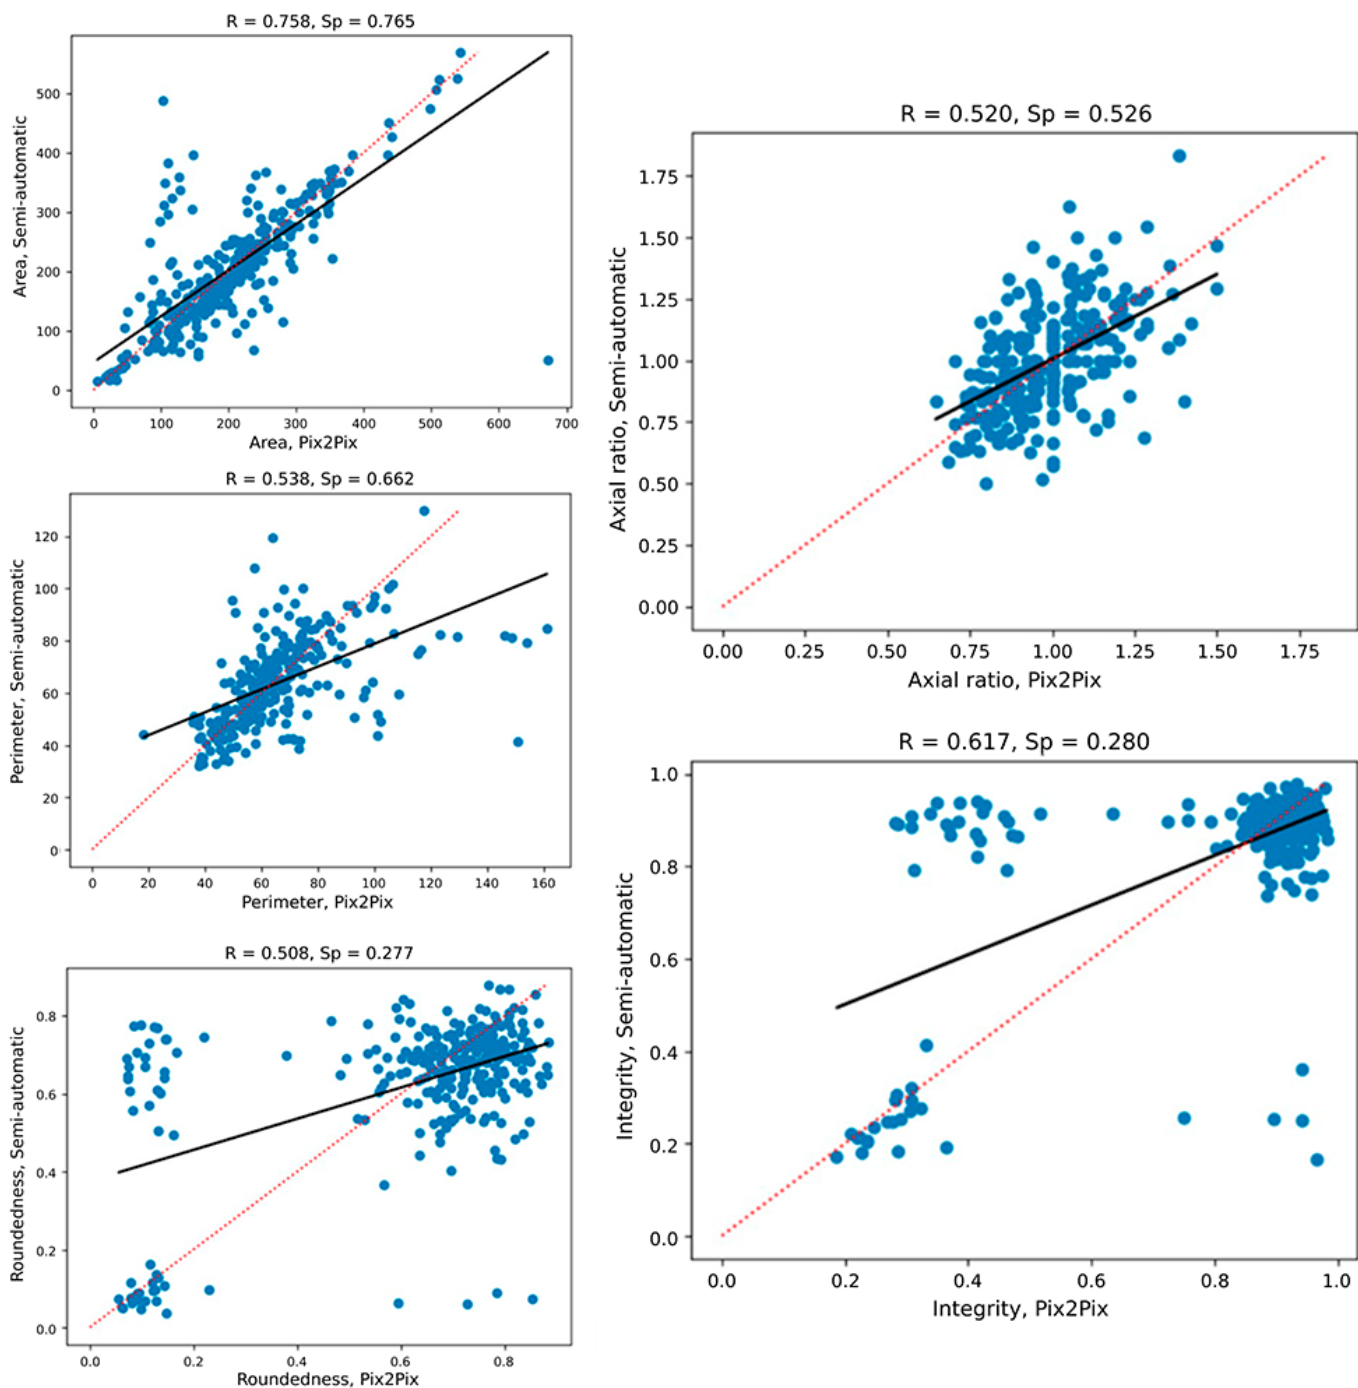 R = 0.758, Sp = 0.765
Area, Semi-automatic
500
400
300
200
100
0
0 100 200 300 400 500 600 700
Area, Pix2Pix
R = 0.538, Sp = 0.662
Perimeter, Semi-automatic
120
100
80
60
40
20
0
0 20 40 60 80 100 120 140 160
Perimeter, Pix2Pix
R = 0.508, Sp = 0.277
Roundedness, Semi-automatic
0.8
0.6
0.4
0.2
0.0
0.0 0.2 0.4 0.6 0.8
Roundedness, Pix2Pix
R = 0.520, Sp = 0.526
Axial ratio, Semi-automatic
1.75
1.50
1.25
1.00
0.75
0.50
0.25
0.00
0.00 0.25 0.50 0.75 1.00 1.25 1.50 1.75
Axial ratio, Pix2Pix
R = 0.617, Sp = 0.280
Integrity, Semi-automatic
1.0
0.8
0.6
0.4
0.2
0.0
0.0 0.2 0.4 0.6 0.8 1.0
Integrity, Pix2Pix